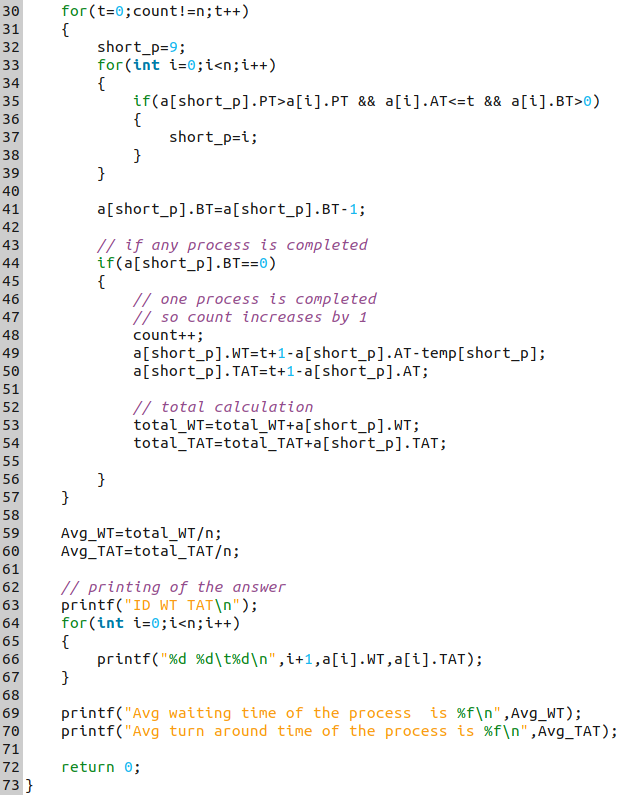 30     for(t=0;count!=n;t++)
31     {
32         short_p=9;
33         for(int i=0;i<n;i++)
34         {
35             if(a[short_p].PT>a[i].PT && a[i].AT<=t && a[i].BT>0)
36             {
37                 short_p=i;
38             }
39         }
40
41         a[short_p].BT=a[short_p].BT-1;
42
43         // if any process is completed
44         if(a[short_p].BT==0)
45         {
46             // one process is completed
47             // so count increases by 1
48             count++;
49             a[short_p].WT=t+1-a[short_p].AT-temp[short_p];
50             a[short_p].TAT=t+1-a[short_p].AT;
51
52             // total calculation
53             total_WT=total_WT+a[short_p].WT;
54             total_TAT=total_TAT+a[short_p].TAT;
55
56         }
57     }
58
59     Avg_WT=total_WT/n;
60     Avg_TAT=total_TAT/n;
61
62     // printing of the answer
63     printf("ID WT TAT\n");
64     for(int i=0;i<n;i++)
65     {
66         printf("%d %d\t%d\n",i+1,a[i].WT,a[i].TAT);
67     }
68
69     printf("Avg waiting time of the process  is %f\n",Avg_WT);
70     printf("Avg turn around time of the process is %f\n",Avg_TAT);
71
72     return 0;
73 }